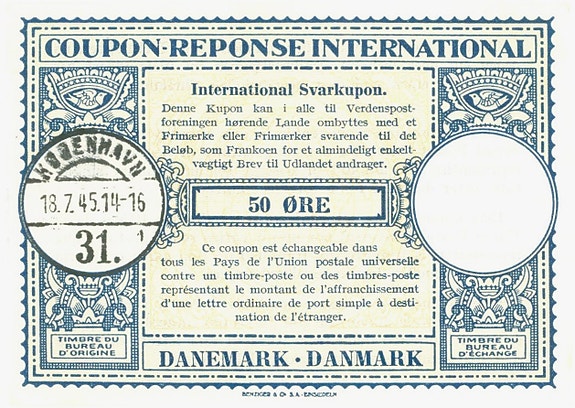 COUPON-REPONSE INTERNATIONAL
International Svarkupon.
Denne Kupon kan i alle til Verdenspost-
foreningen hørende Lande ombyttes med et
Frimærke eller Frimærker svarende til det
Beløb, som Frankoen for et almindeligt enkelt-
vægtigt Brev til Udlandet andrager.
KØBENHAVN
18.7.45.14-16
31. 1
50 ØRE
Ce coupon est échangeable dans
tous les Pays de l'Union postale universelle
contre un timbre-poste ou des timbres-poste
représentant le montant de l'affranchissement
d'une lettre ordinaire de port simple à desti-
nation de l'étranger.
TIMBRE DU
BUREAU
D'ORIGINE
TIMBRE DU
BUREAU
D'ÉCHANGE
DANEMARK · DANMARK
BENZIGER & Co S.A. - EINSIEDELN